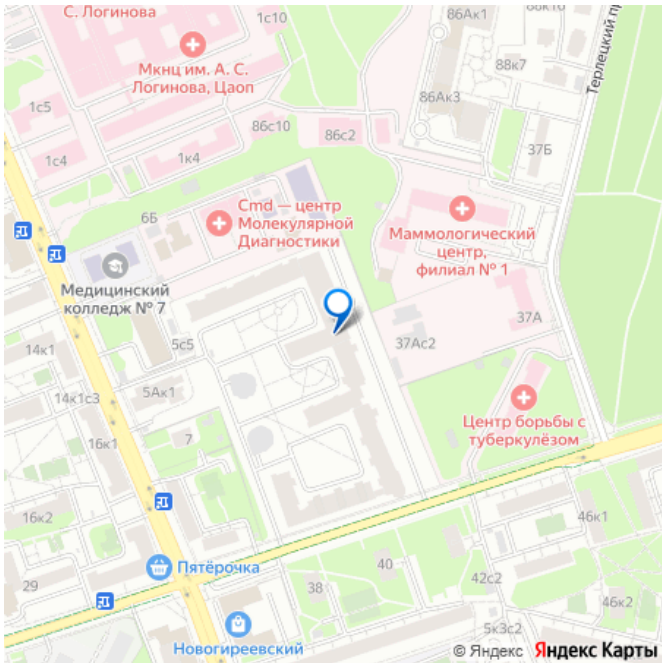 С. Логинова
1с10
86Ак1
88к10
Терлецкий пр
Мкнц им. А. С.
Логинова, Цаоп
88к7
86Ак3
1с5
86с10
86с2
37Б
1с4
1к4
6Б
Cmd — центр
Молекулярной
Диагностики
Маммологический
центр,
филиал № 1
Медицинский
колледж № 7
37А
5с5
37Ас2
14к1
5Ак1
14к1с3
Центр борьбы с
туберкулёзом
7
16к1
16к2
46к1
Пятёрочка
40
29
38
42с2
46к2
5к3с2
Новогиреевский
© Яндекс Яндекс Карты